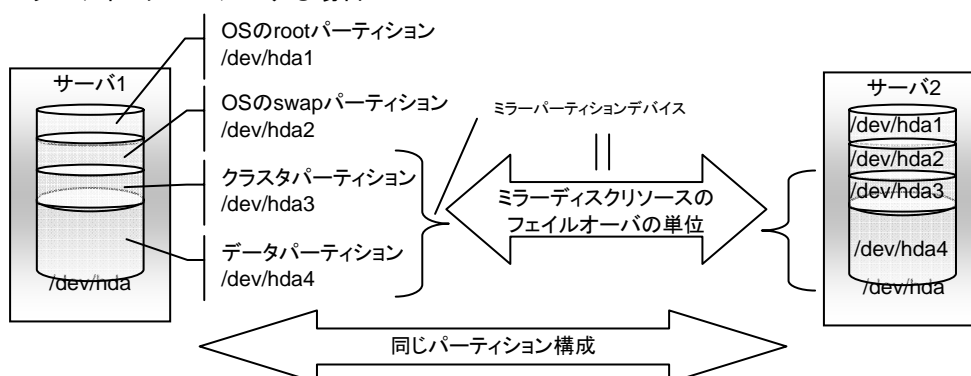 OSのrootパーティション
/dev/hda1
サーバ1
OSのswapパーティション
/dev/hda2
クラスタパーティション
/dev/hda3
データパーティション
/dev/hda4
/dev/hda
ミラーパーティションデバイス
ミラーディスクリソースの
フェイルオーバの単位
サーバ2
/dev/hda1
/dev/hda2
/dev/hda3
/dev/hda4
/dev/hda
同じパーティション構成